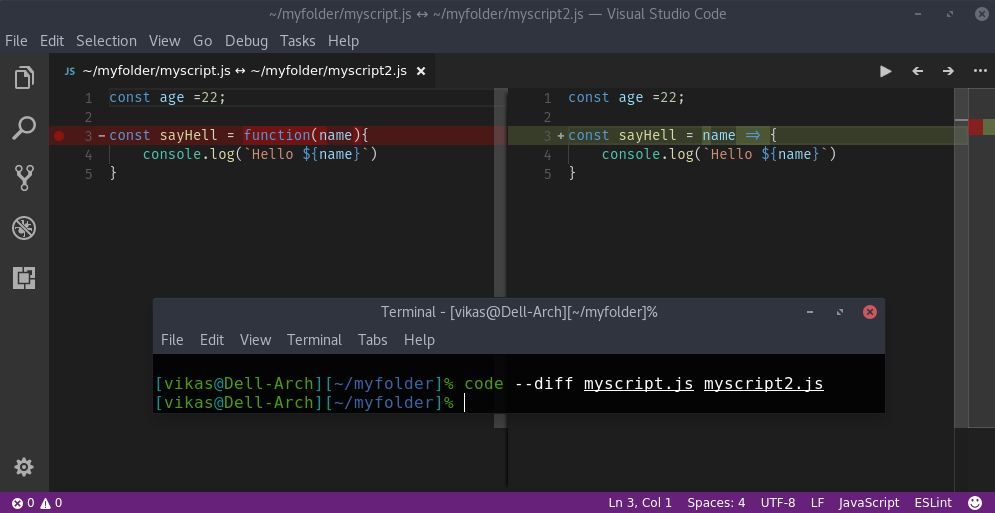 ~/myfolder/myscript.js ↔ ~/myfolder/myscript2.js — Visual Studio Code
File Edit Selection View Go Debug Tasks Help
JS ~/myfolder/myscript.js ↔ ~/myfolder/myscript2.js
1 const age =22;
2
3 -const sayHell = function(name){
4 console.log(`Hello ${name}`)
5 }
1 const age =22;
2
3 +const sayHell = name => {
4 console.log(`Hello ${name}`)
5 }
Terminal - [vikas@Dell-Arch][~/myfolder]%
File Edit View Terminal Tabs Help
[vikas@Dell-Arch][~/myfolder]% code --diff myscript.js myscript2.js
[vikas@Dell-Arch][~/myfolder]%
0 0 Ln 3, Col 1 Spaces: 4 UTF-8 LF JavaScript ESLint